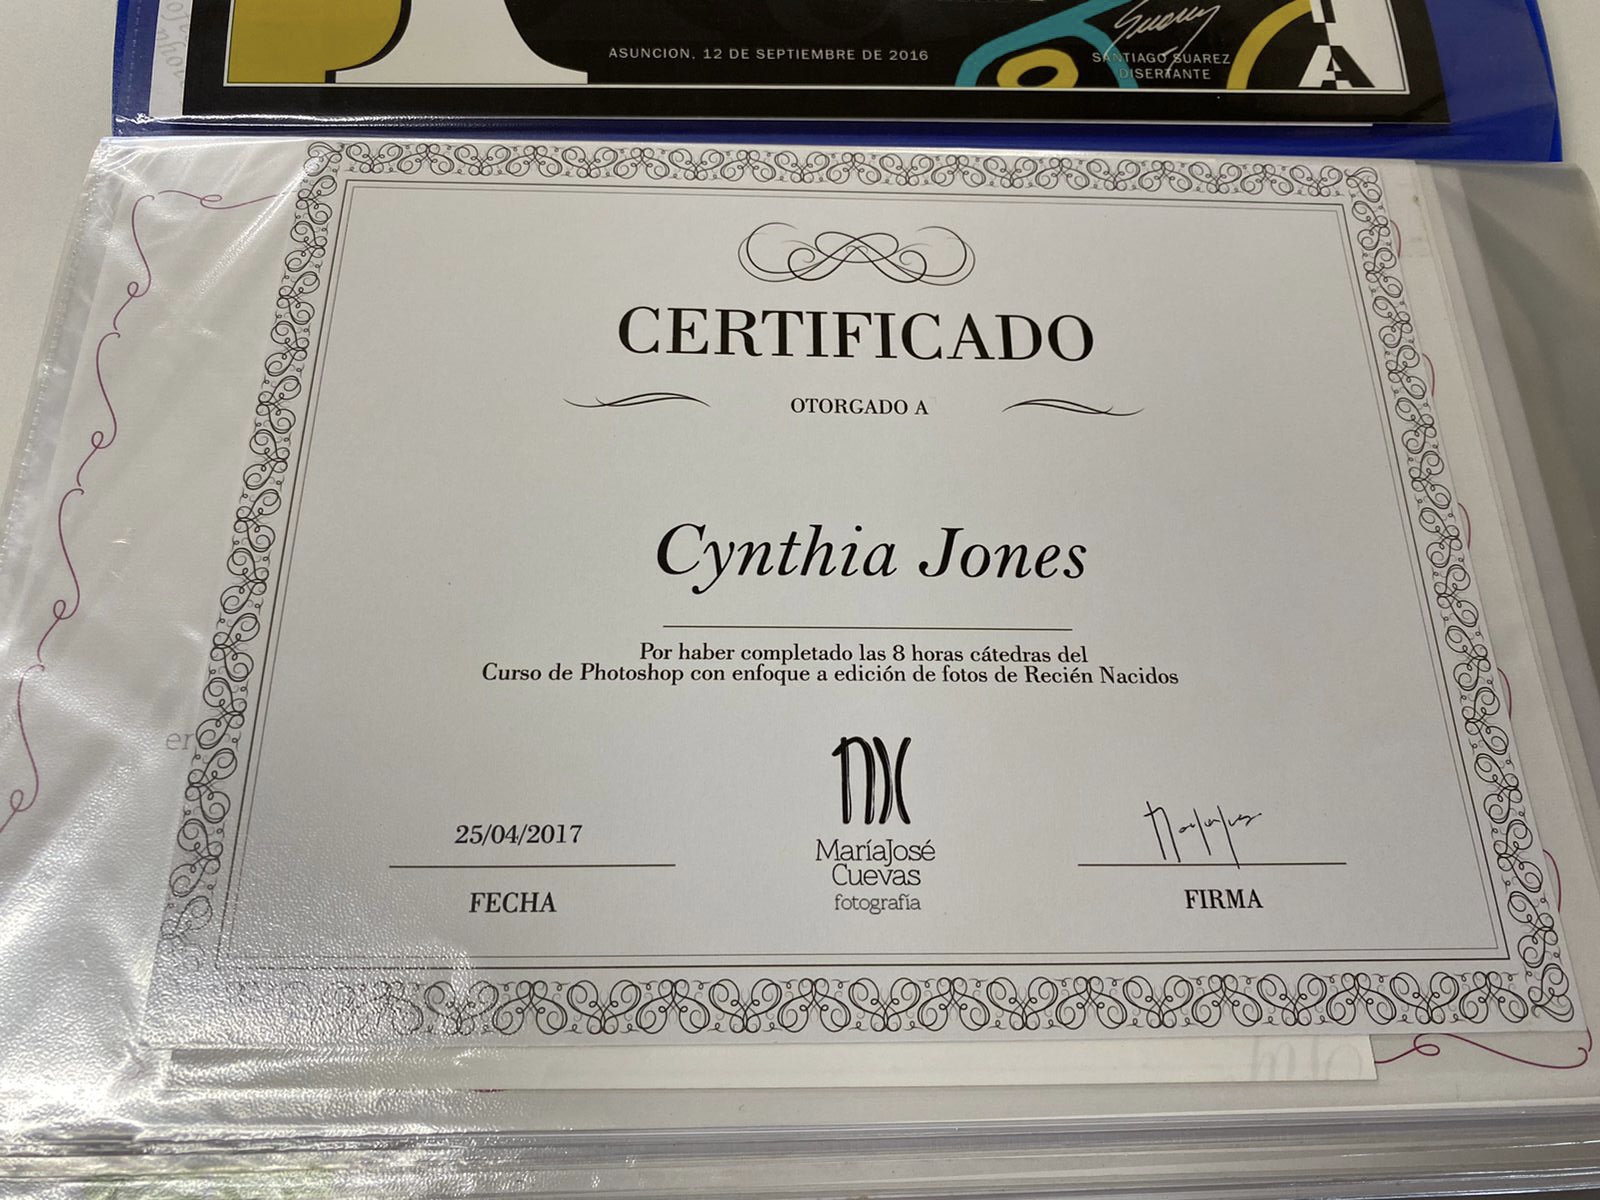 ASUNCION, 12 DE SEPTIEMBRE DE 2016
SANTIAGO SUAREZ
DISERTANTE
A
CERTIFICADO
OTORGADO A
Cynthia Jones
Por haber completado las 8 horas cátedras del
Curso de Photoshop con enfoque a edición de fotos de Recién Nacidos
25/04/2017
FECHA
MaríaJosé
Cuevas
fotografía
FIRMA